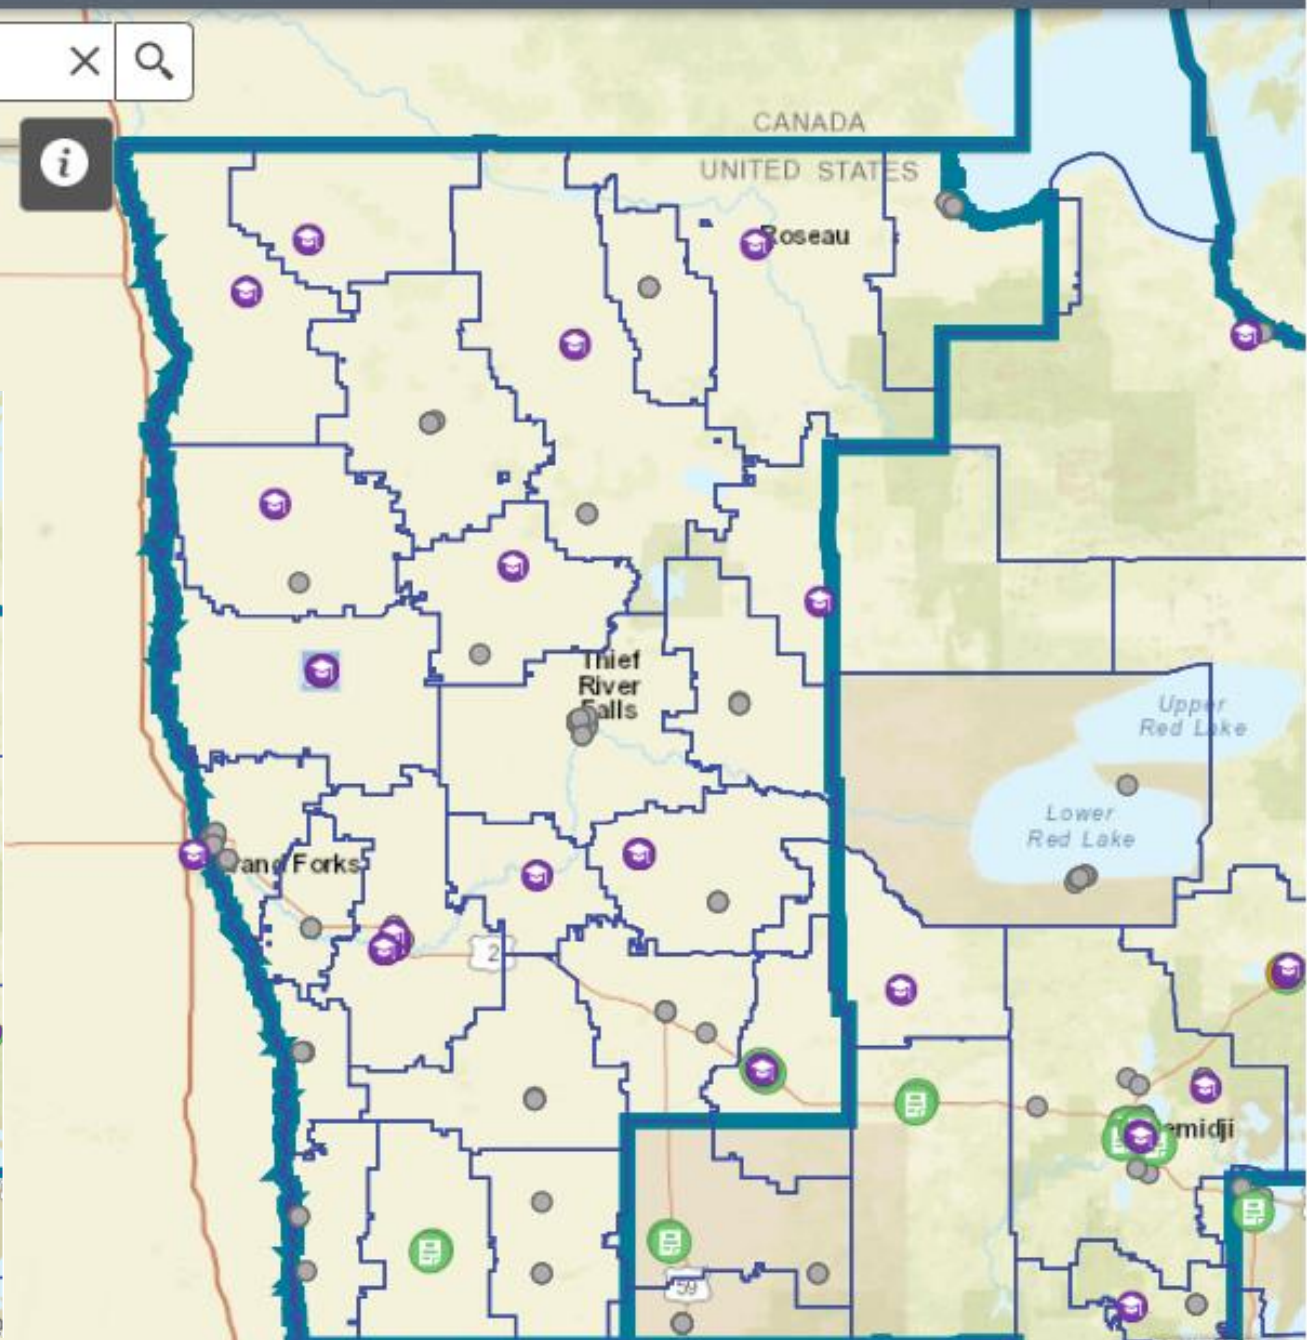 CANADA
UNITED STATES
Roseau
Thief
River
Falls
Upper
Red Lake
Lower
Red Lake
Forks
2
59